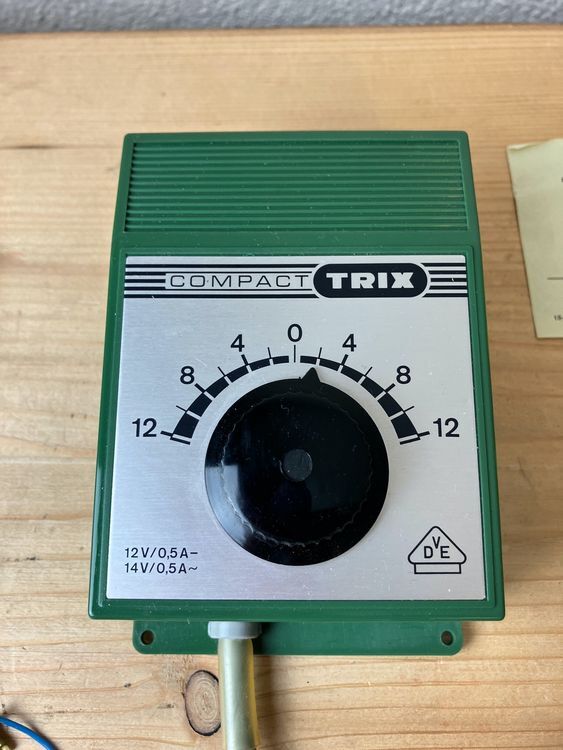 COMPACT TRIX
0
4 4
8 8
12 12
12V/0,5A–
14V/0,5A~
VDE